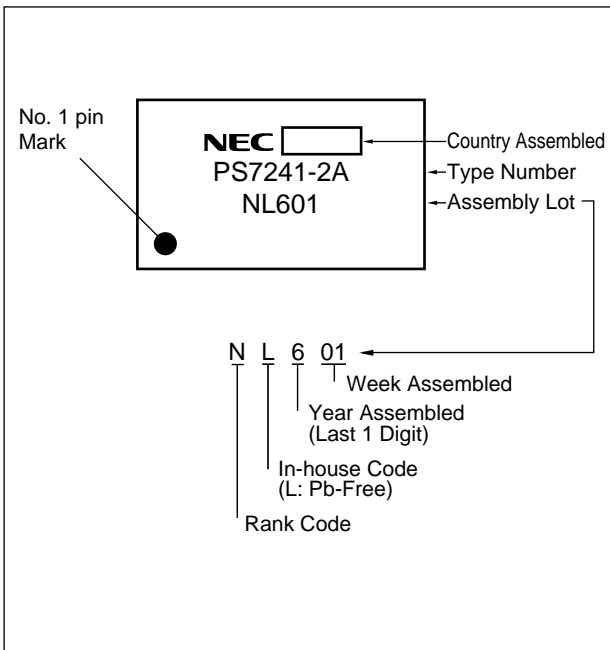 No. 1 pin
Mark
NEC
Country Assembled
PS7241-2A
Type Number
NL601
Assembly Lot
N L 6 01
Week Assembled
Year Assembled
(Last 1 Digit)
In-house Code
(L: Pb-Free)
Rank Code